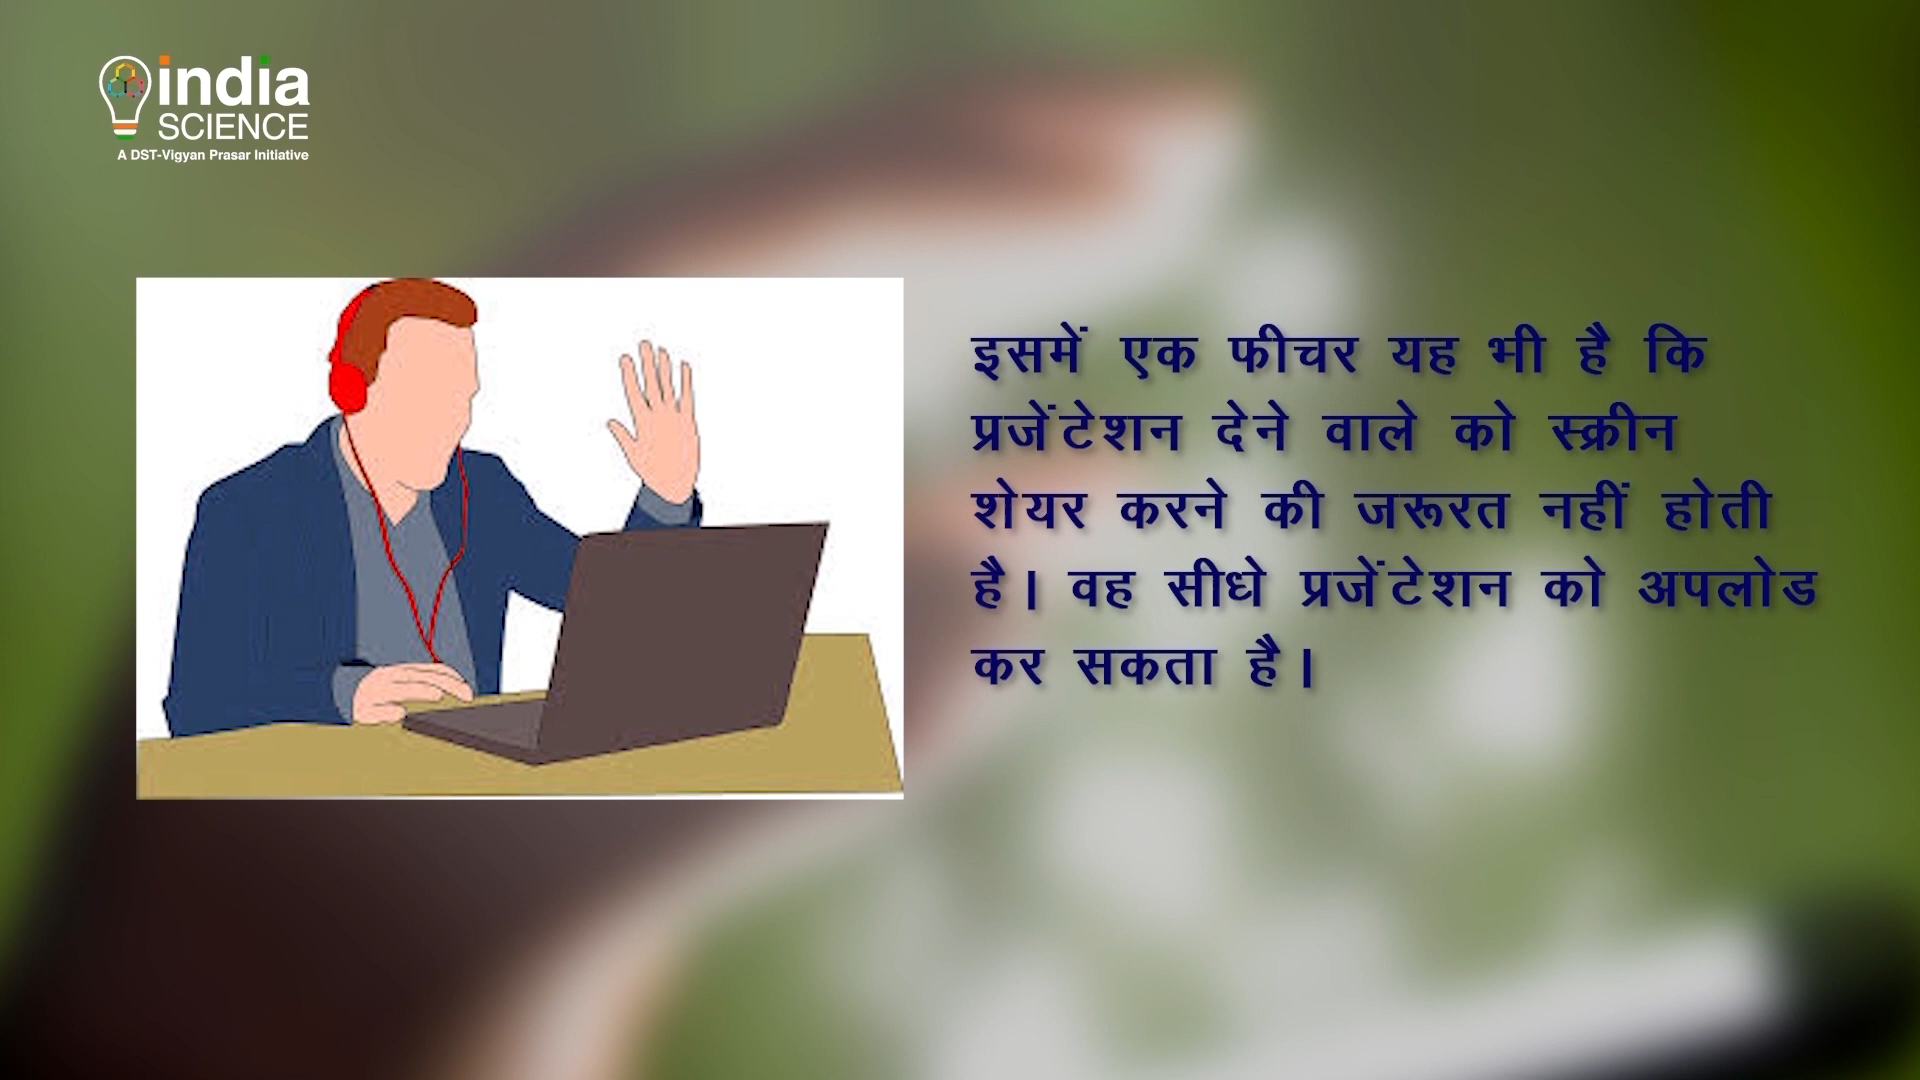 india
SCIENCE
A DST-Vigyan Prasar Initiative
इसमें एक फीचर यह भी है कि
प्रजेंटेशन देने वाले को स्क्रीन
शेयर करने की जरूरत नहीं होती
है। वह सीधे प्रजेंटेशन को अपलोड
कर सकता है।